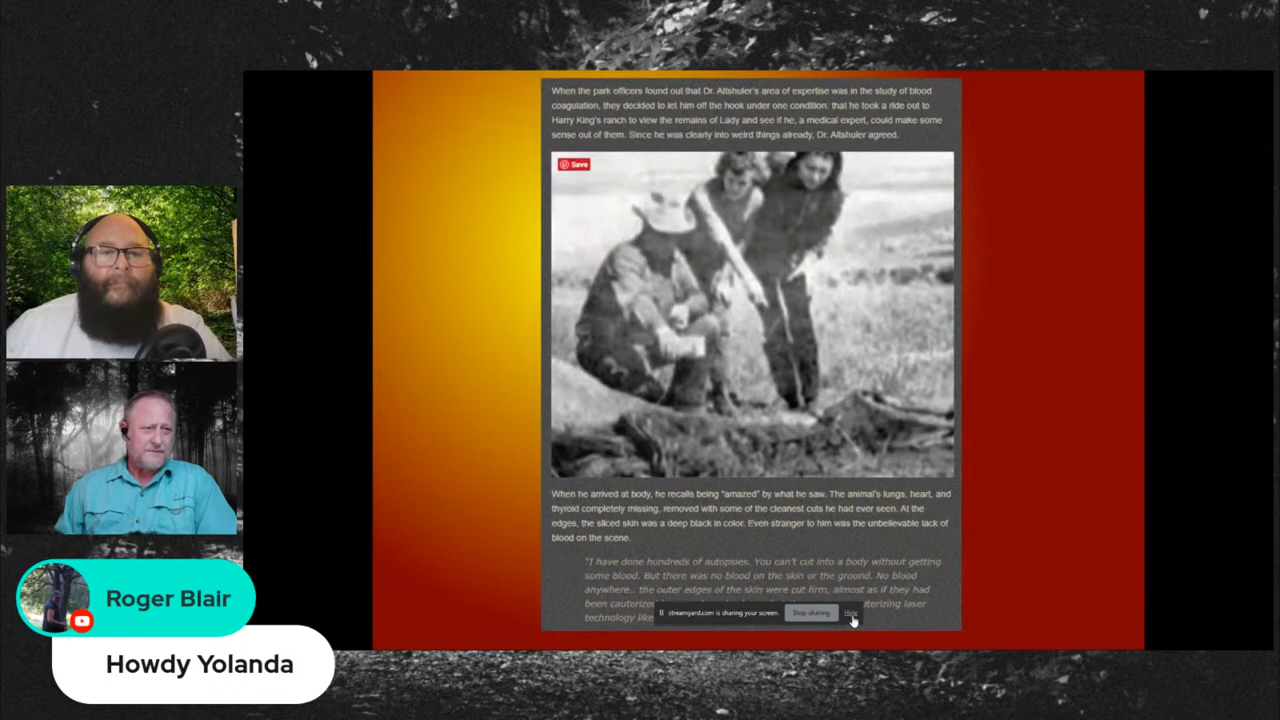 When the park officers found out that Dr. Altshuler's area of expertise was in the study of blood
coagulation, they decided to let him off the hook under one condition: that he took a ride out to
Harry King's ranch to view the remains of Lady and see if he, a medical expert, could make some
sense out of them. Since he was clearly into weird things already, Dr. Altshuler agreed.
Save
When he arrived at body, he recalls being "amazed" by what he saw. The animal's lungs, heart, and
thyroid completely missing, removed with some of the cleanest cuts he had ever seen. At the
edges, the sliced skin was a deep black in color. Even stranger to him was the unbelievable lack of
blood on the scene.
"I have done hundreds of autopsies. You can't cut into a body without getting
some blood. But there was no blood on the skin or the ground. No blood
anywhere.. the outer edges of the skin were cut firm, almost as if they had
been cauterized
technology like
streamyard.com is sharing your screen.
Stop sharing
Hide
Roger Blair
Howdy Yolanda